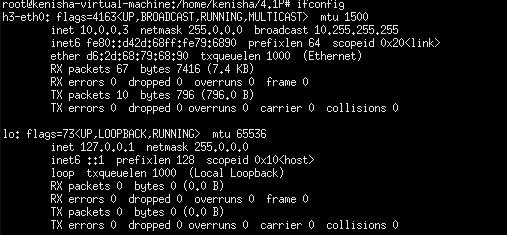 root@kenisha-virtual-machine:/home/kenisha/4.1P# ifconfig
h3-eth0: flags=4163<UP,BROADCAST,RUNNING,MULTICAST>  mtu 1500
inet 10.0.0.3  netmask 255.0.0.0  broadcast 10.255.255.255
inet6 fe80::d42d:68ff:fe79:6890  prefixlen 64  scopeid 0x20<link>
ether d6:2d:68:79:68:90  txqueuelen 1000  (Ethernet)
RX packets 67  bytes 7416 (7.4 KB)
RX errors 0  dropped 0  overruns 0  frame 0
TX packets 10  bytes 796 (796.0 B)
TX errors 0  dropped 0 overruns 0  carrier 0  collisions 0
lo: flags=73<UP,LOOPBACK,RUNNING>  mtu 65536
inet 127.0.0.1  netmask 255.0.0.0
inet6 ::1  prefixlen 128  scopeid 0x10<host>
loop  txqueuelen 1000  (Local Loopback)
RX packets 0  bytes 0 (0.0 B)
RX errors 0  dropped 0  overruns 0  frame 0
TX packets 0  bytes 0 (0.0 B)
TX errors 0  dropped 0 overruns 0  carrier 0  collisions 0